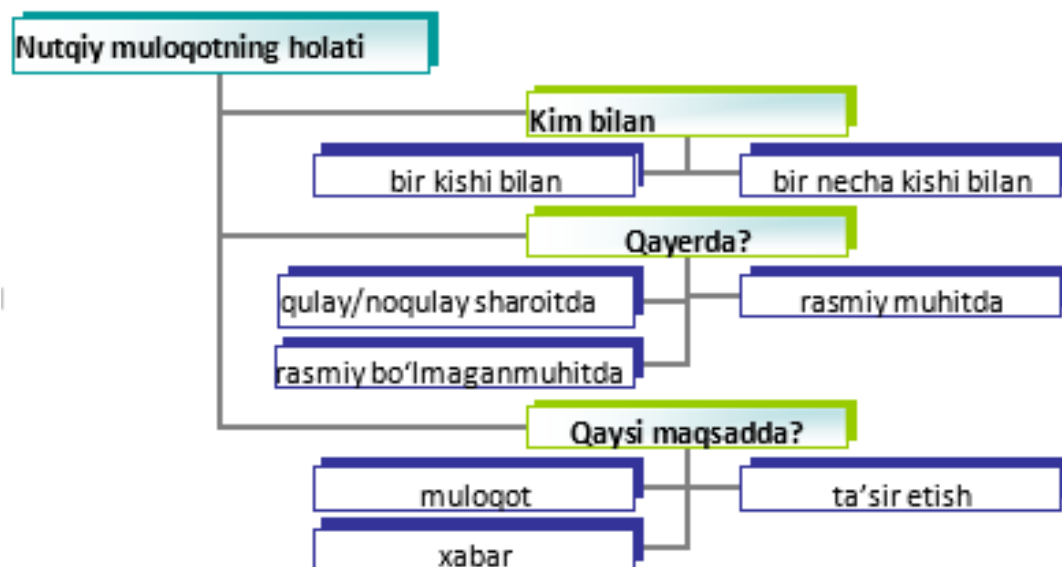 Nutqiy muloqotning holati
Kim bilan
bir kishi bilan
bir necha kishi bilan
Qayerda?
qulay/noqulay sharoitda
rasmiy muhitda
rasmiy bo‘lmaganmuhitda
Qaysi maqsadda?
muloqot
ta’sir etish
xabar